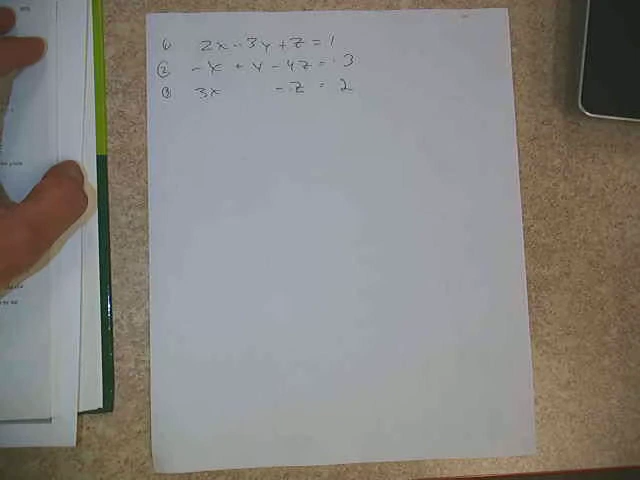 ① 2x - 3y + z = 1
② -x + y - 4z = -3
③ 3x - z = 2